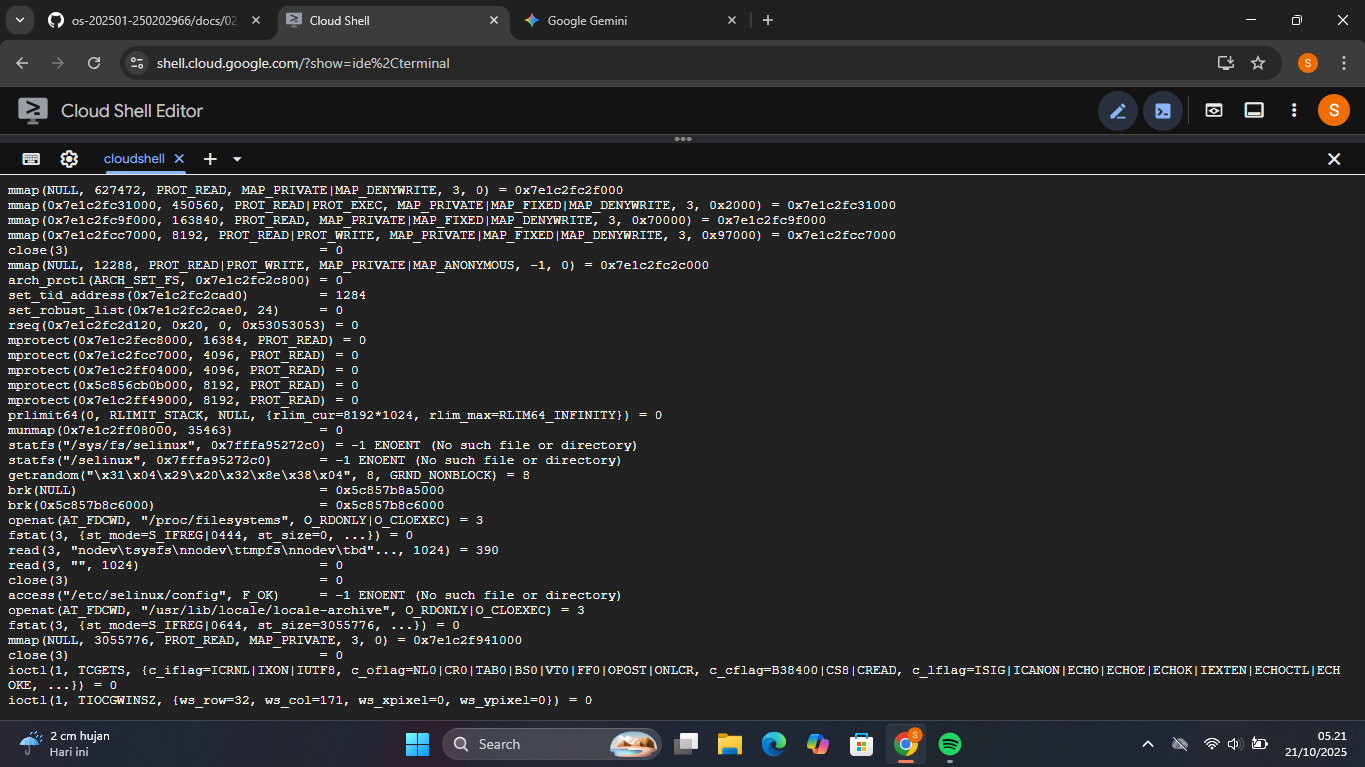 os-202501-250202966/docs/02
Cloud Shell
Google Gemini
shell.cloud.google.com/?show=ide%2Cterminal
S
Cloud Shell Editor
S
cloudshell
mmap(NULL, 627472, PROT_READ, MAP_PRIVATE|MAP_DENYWRITE, 3, 0) = 0x7e1c2fc2f000
mmap(0x7e1c2fc31000, 450560, PROT_READ|PROT_EXEC, MAP_PRIVATE|MAP_FIXED|MAP_DENYWRITE, 3, 0x2000) = 0x7e1c2fc31000
mmap(0x7e1c2fc9f000, 163840, PROT_READ, MAP_PRIVATE|MAP_FIXED|MAP_DENYWRITE, 3, 0x70000) = 0x7e1c2fc9f000
mmap(0x7e1c2fcc7000, 8192, PROT_READ|PROT_WRITE, MAP_PRIVATE|MAP_FIXED|MAP_DENYWRITE, 3, 0x97000) = 0x7e1c2fcc7000
close(3) = 0
mmap(NULL, 12288, PROT_READ|PROT_WRITE, MAP_PRIVATE|MAP_ANONYMOUS, -1, 0) = 0x7e1c2fc2c000
arch_prctl(ARCH_SET_FS, 0x7e1c2fc2c800) = 0
set_tid_address(0x7e1c2fc2cad0) = 1284
set_robust_list(0x7e1c2fc2cae0, 24) = 0
rseq(0x7e1c2fc2d120, 0x20, 0, 0x53053053) = 0
mprotect(0x7e1c2fec8000, 16384, PROT_READ) = 0
mprotect(0x7e1c2fcc7000, 4096, PROT_READ) = 0
mprotect(0x7e1c2ff04000, 4096, PROT_READ) = 0
mprotect(0x5c856cb0b000, 8192, PROT_READ) = 0
mprotect(0x7e1c2ff49000, 8192, PROT_READ) = 0
prlimit64(0, RLIMIT_STACK, NULL, {rlim_cur=8192*1024, rlim_max=RLIM64_INFINITY}) = 0
munmap(0x7e1c2ff08000, 35463) = 0
statfs("/sys/fs/selinux", 0x7fffa95272c0) = -1 ENOENT (No such file or directory)
statfs("/selinux", 0x7fffa95272c0) = -1 ENOENT (No such file or directory)
getrandom("\x31\x04\x29\x20\x32\x8e\x38\x04", 8, GRND_NONBLOCK) = 8
brk(NULL) = 0x5c857b8a5000
brk(0x5c857b8c6000) = 0x5c857b8c6000
openat(AT_FDCWD, "/proc/filesystems", O_RDONLY|O_CLOEXEC) = 3
fstat(3, {st_mode=S_IFREG|0444, st_size=0, ...}) = 0
read(3, "nodev\tsysfs\nnodev\ttmpfs\nnodev\tbd"..., 1024) = 390
read(3, "", 1024) = 0
close(3) = 0
access("/etc/selinux/config", F_OK) = -1 ENOENT (No such file or directory)
openat(AT_FDCWD, "/usr/lib/locale/locale-archive", O_RDONLY|O_CLOEXEC) = 3
fstat(3, {st_mode=S_IFREG|0644, st_size=3055776, ...}) = 0
mmap(NULL, 3055776, PROT_READ, MAP_PRIVATE, 3, 0) = 0x7e1c2f941000
close(3) = 0
ioctl(1, TCGETS, {c_iflag=ICRNL|IXON|IUTF8, c_oflag=NL0|CR0|TAB0|BS0|VT0|FF0|OPOST|ONLCR, c_cflag=B38400|CS8|CREAD, c_lflag=ISIG|ICANON|ECHO|ECHOE|ECHOK|IEXTEN|ECHOCTL|ECH
OKE, ...}) = 0
ioctl(1, TIOCGWINSZ, {ws_row=32, ws_col=171, ws_xpixel=0, ws_ypixel=0}) = 0
2 cm hujan
Hari ini
Search
S
05.21
21/10/2025